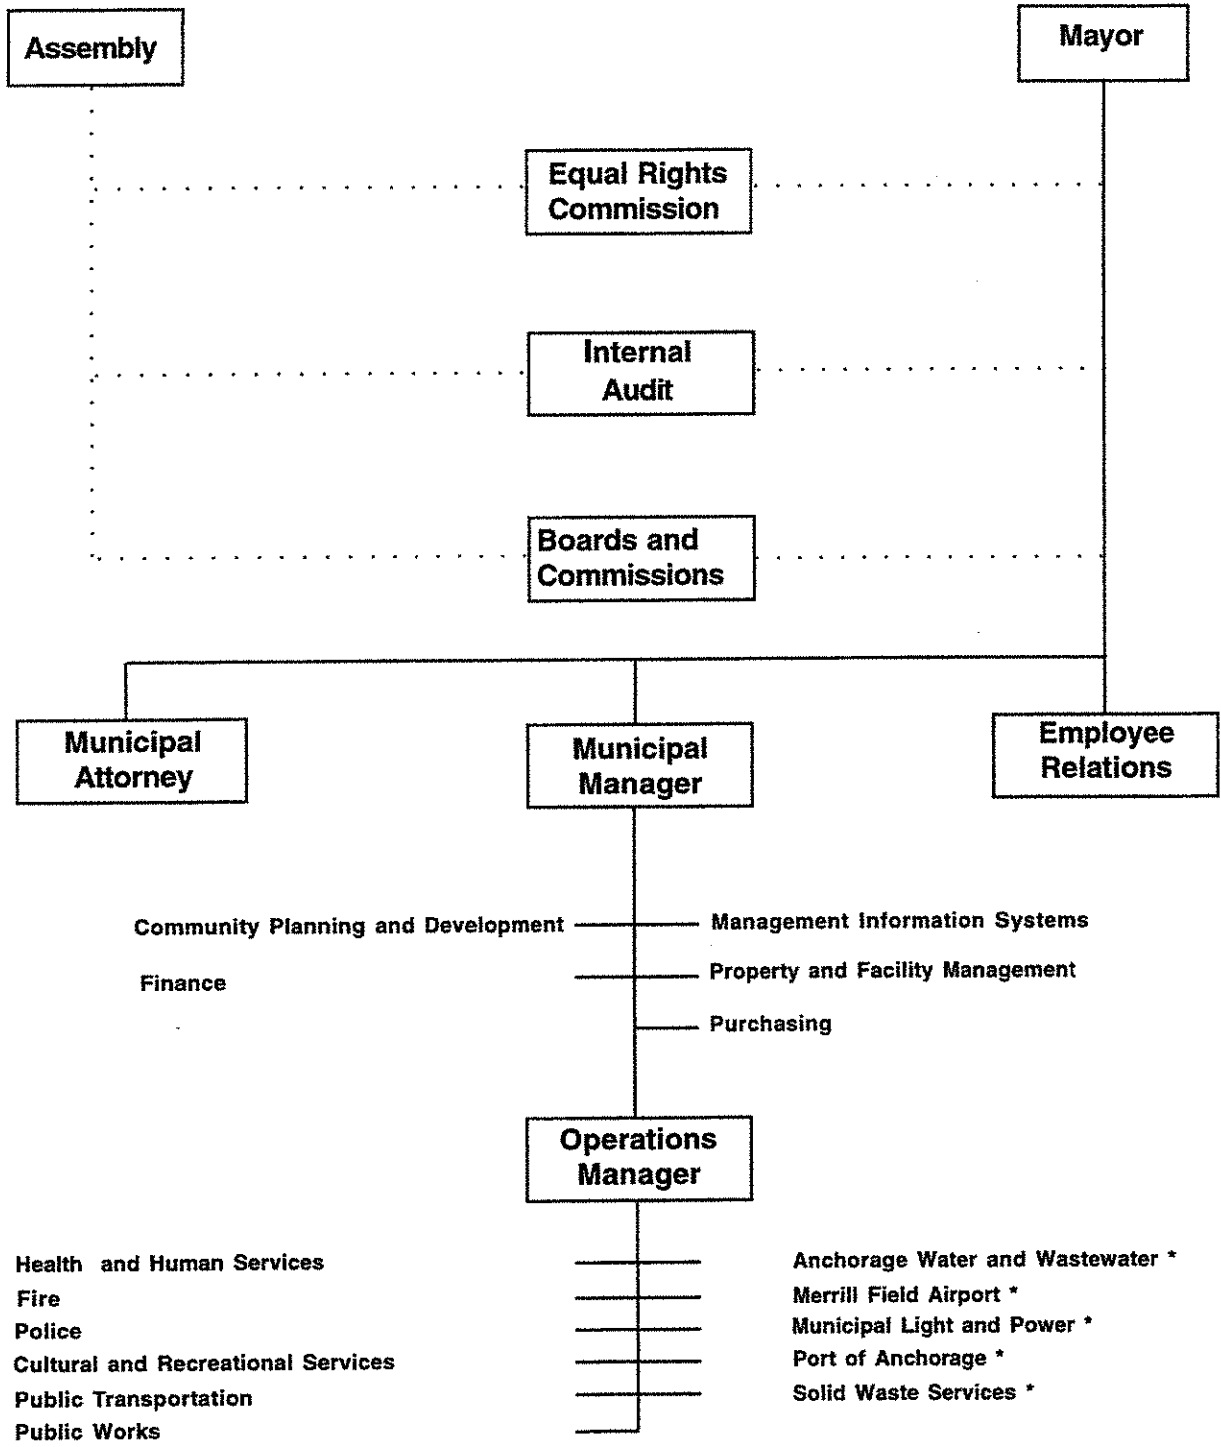 Assembly
Mayor
Equal Rights
Commission
Internal
Audit
Boards and
Commissions
Municipal
Attorney
Municipal
Manager
Employee
Relations
Community Planning and Development
Management Information Systems
Finance
Property and Facility Management
Purchasing
Operations
Manager
Health and Human Services
Anchorage Water and Wastewater *
Fire
Merrill Field Airport *
Police
Municipal Light and Power *
Cultural and Recreational Services
Port of Anchorage *
Public Transportation
Solid Waste Services *
Public Works